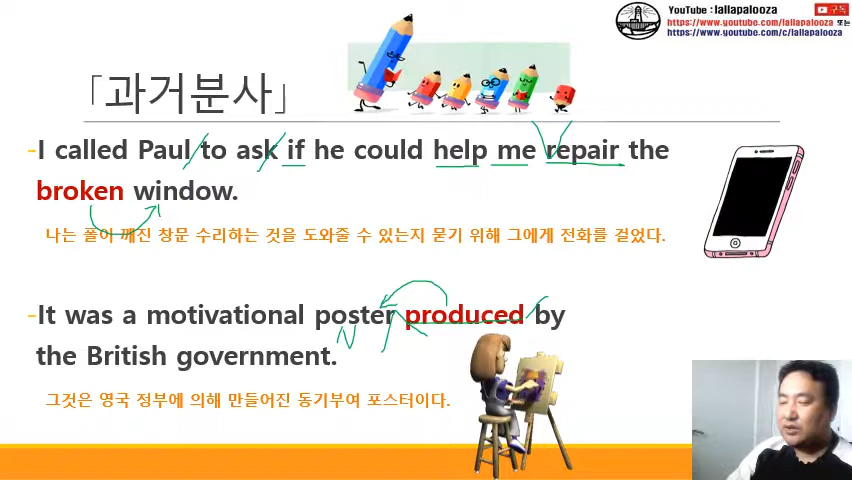 YouTube : lallapalooza 구독
https://www.youtube.com/lallapalooza 또는
https://www.youtube.com/c/lallapalooza
「과거분사」
-I called Paul to ask if he could help me repair the
broken window.
나는 폴이 깨진 창문 수리하는 것을 도와줄 수 있는지 묻기 위해 그에게 전화를 걸었다.
-It was a motivational poster produced by
N
the British government.
그것은 영국 정부에 의해 만들어진 동기부여 포스터이다.